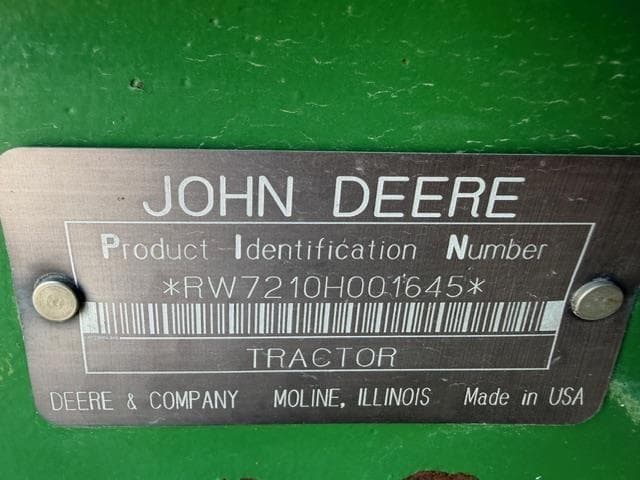 JOHN DEERE
Product Identification Number
*RW7210H001645*
TRACTOR
DEERE & COMPANY MOLINE, ILLINOIS Made in USA